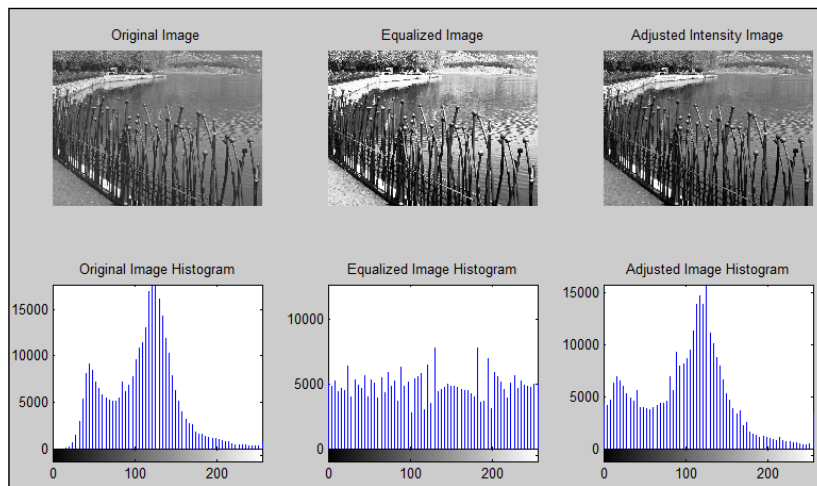 Original Image
Equalized Image
Adjusted Intensity Image
Original Image Histogram
15000
10000
5000
0
0 100 200
Equalized Image Histogram
10000
5000
0
0 100 200
Adjusted Image Histogram
15000
10000
5000
0
0 100 200